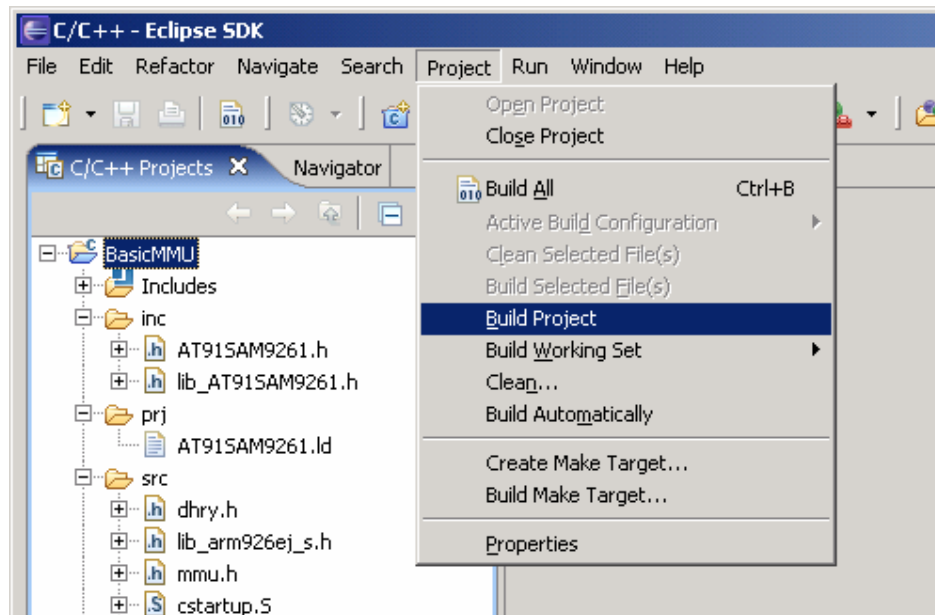 C/C++ - Eclipse SDK
File Edit Refactor Navigate Search Project Run Window Help
010
C/C++ Projects Navigator
Open Project
Close Project
010 Build All Ctrl+B
Active Build Configuration
Clean Selected File(s)
Build Selected File(s)
Build Project
Build Working Set
Clean...
Build Automatically
Create Make Target...
Build Make Target...
Properties
BasicMMU
Includes
inc
.h AT91SAM9261.h
.h lib_AT91SAM9261.h
prj
AT91SAM9261.ld
src
.h dhry.h
.h lib_arm926ej_s.h
.h mmu.h
S cstartup.S